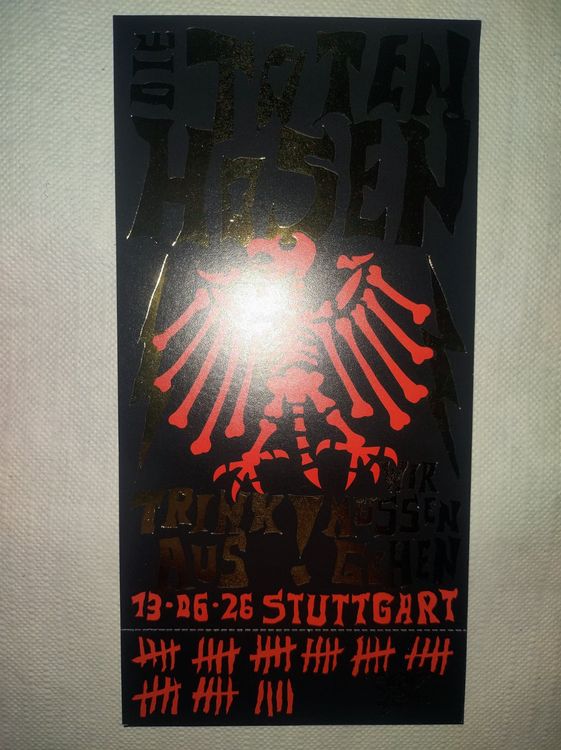 DIE TOTEN
HOSEN
TRINK AUS! WIR MÜSSEN GEHEN
13-06-26 STUTTGART